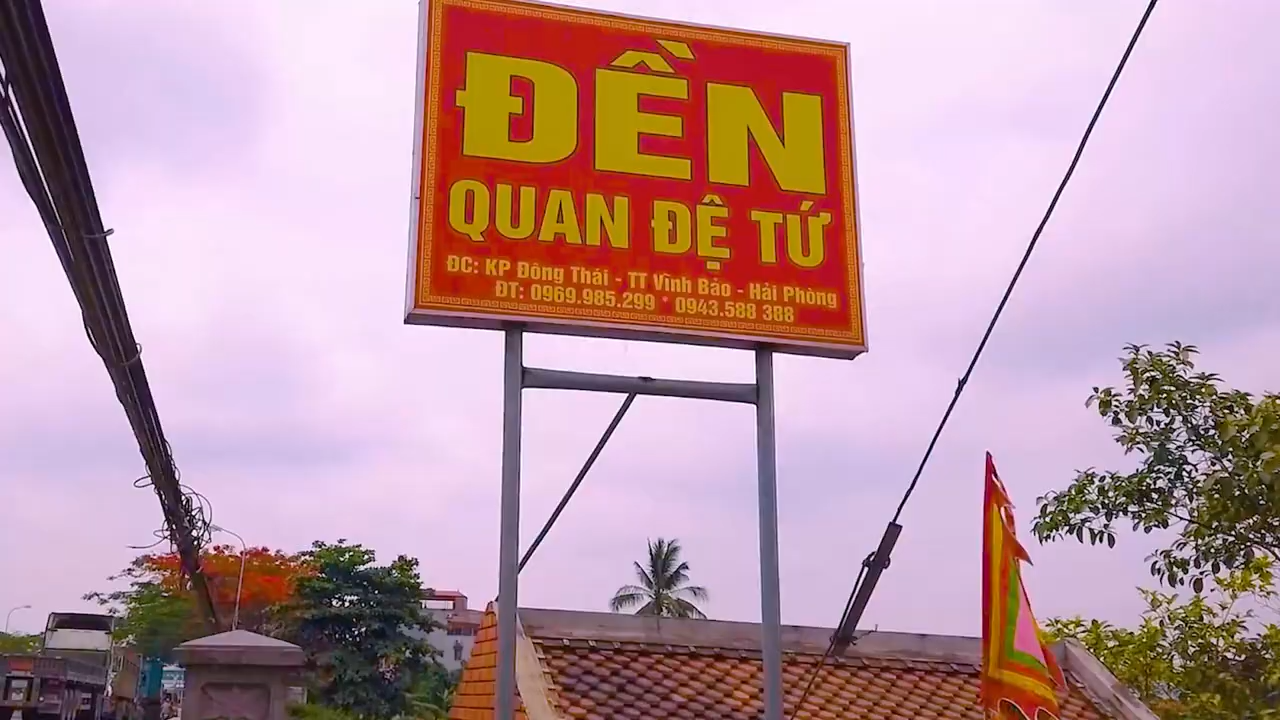 ĐỀN
QUAN ĐỆ TỨ
ĐC: KP Đông Thái - TT Vĩnh Bảo - Hải Phòng
ĐT: 0969.985.299 * 0943.588 388